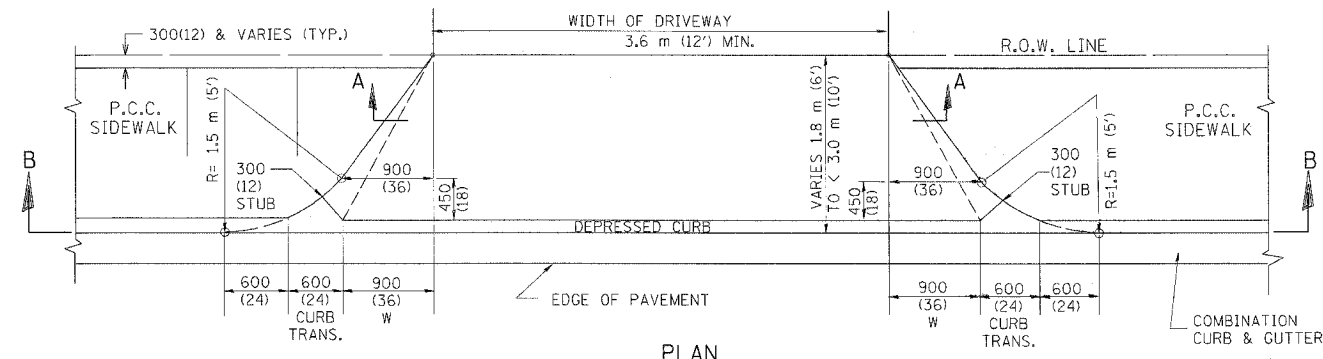 WIDTH OF DRIVEWAY
3.6 m (12') MIN.
300(12) & VARIES (TYP.)
R.O.W. LINE
A
A
P.C.C.
SIDEWALK
R= 1.5 m (5')
300
(12)
STUB
900
(36)
450
(18)
VARIES 1.8 m (6')
TO < 3.0 m (10')
900
(36)
450
(18)
300
(12)
STUB
R=1.5 m (5')
P.C.C.
SIDEWALK
B
B
DEPRESSED CURB
600
(24)
600
(24)
CURB
TRANS.
900
(36)
W
EDGE OF PAVEMENT
900
(36)
W
600
(24)
CURB
TRANS.
600
(24)
COMBINATION
CURB & GUTTER
PLAN